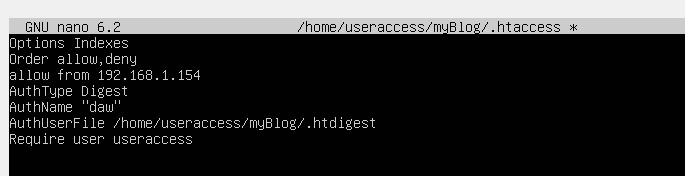 GNU nano 6.2 /home/useraccess/myBlog/.htaccess *
Options Indexes
Order allow,deny
allow from 192.168.1.154
AuthType Digest
AuthName "daw"
AuthUserFile /home/useraccess/myBlog/.htdigest
Require user useraccess